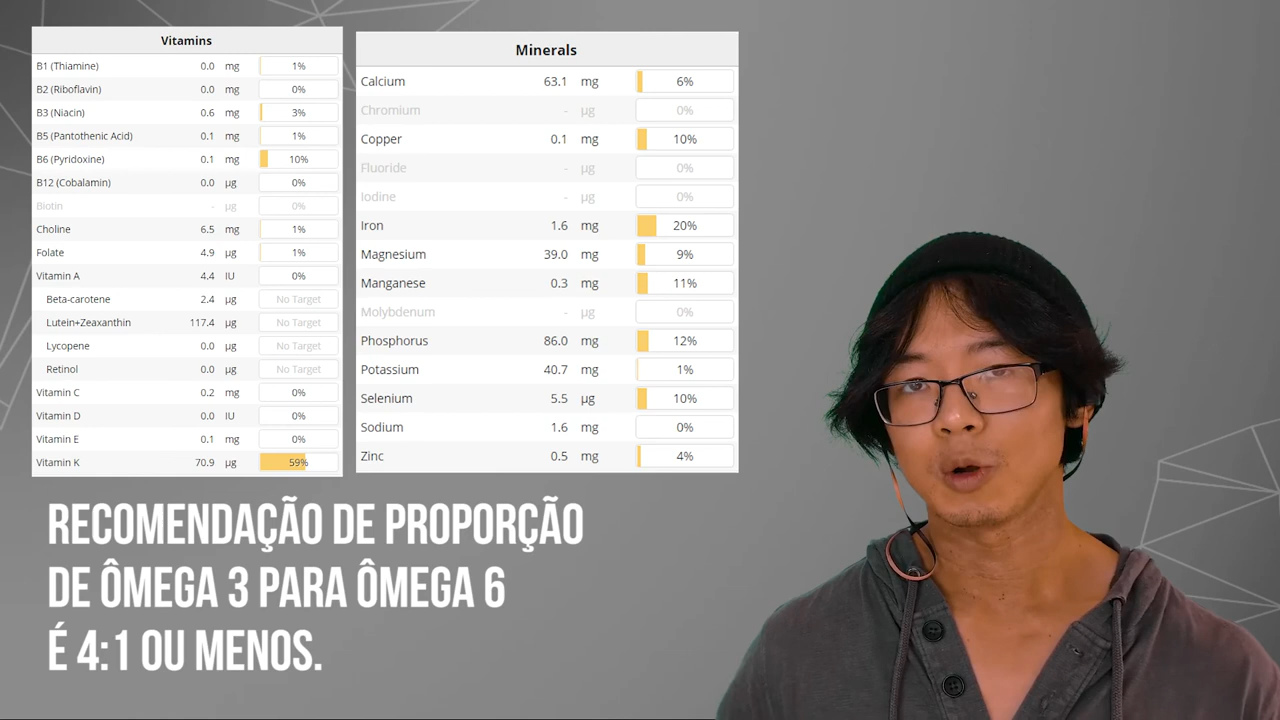 Vitamins
B1 (Thiamine) 0.0 mg 1%
B2 (Riboflavin) 0.0 mg 0%
B3 (Niacin) 0.6 mg 3%
B5 (Pantothenic Acid) 0.1 mg 1%
B6 (Pyridoxine) 0.1 mg 10%
B12 (Cobalamin) 0.0 µg 0%
Biotin - µg 0%
Choline 6.5 mg 1%
Folate 4.9 µg 1%
Vitamin A 4.4 IU 0%
Beta-carotene 2.4 µg No Target
Lutein+Zeaxanthin 117.4 µg No Target
Lycopene 0.0 µg No Target
Retinol 0.0 µg No Target
Vitamin C 0.2 mg 0%
Vitamin D 0.0 IU 0%
Vitamin E 0.1 mg 0%
Vitamin K 70.9 µg 59%
Minerals
Calcium 63.1 mg 6%
Chromium - µg 0%
Copper 0.1 mg 10%
Fluoride - µg 0%
Iodine - µg 0%
Iron 1.6 mg 20%
Magnesium 39.0 mg 9%
Manganese 0.3 mg 11%
Molybdenum - µg 0%
Phosphorus 86.0 mg 12%
Potassium 40.7 mg 1%
Selenium 5.5 µg 10%
Sodium 1.6 mg 0%
Zinc 0.5 mg 4%
RECOMENDAÇÃO DE PROPORÇÃO
DE ÔMEGA 3 PARA ÔMEGA 6
É 4:1 OU MENOS.